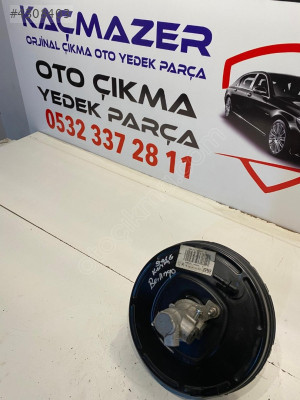 KAÇMAZER
ORJİNAL ÇIKMA OTO YEDEK PARÇA
OTO ÇIKMA
YEDEK PARÇA
0532 337 28 11